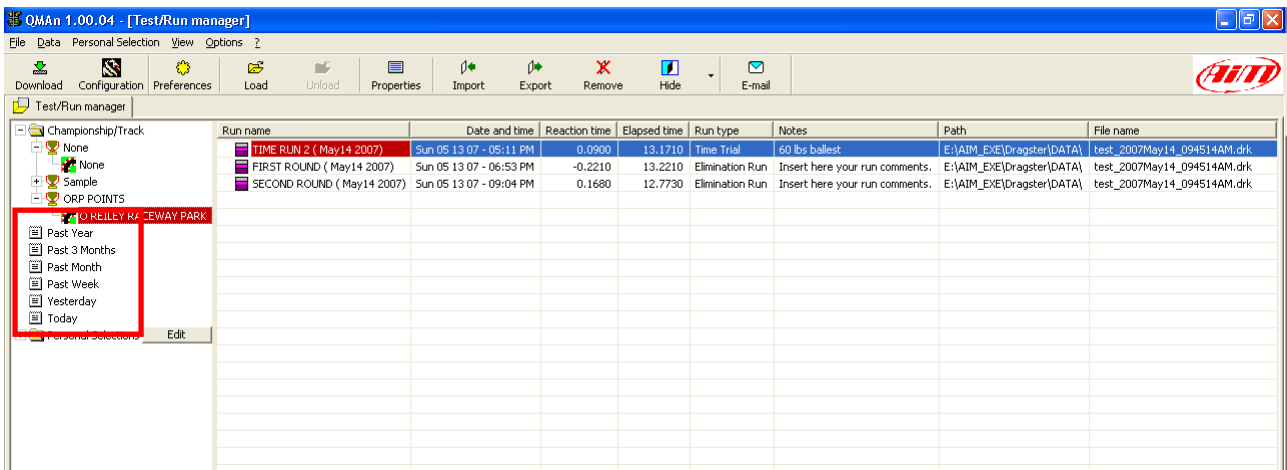 QMAn 1.00.04 - [Test/Run manager]
File Data Personal Selection View Options ?
Download Configuration Preferences Load Unload Properties Import Export Remove Hide E-mail
AiM
Test/Run manager
Championship/Track
None
None
Sample
ORP POINTS
O REILEY RACEWAY PARK
Past Year
Past 3 Months
Past Month
Past Week
Yesterday
Today
Personal Selections Edit
Run name Date and time Reaction time Elapsed time Run type Notes Path File name
TIME RUN 2 ( May14 2007) Sun 05 13 07 - 05:11 PM 0.0900 13.1710 Time Trial 60 lbs ballest E:\AIM_EXE\Dragster\DATA\ test_2007May14_094514AM.drk
FIRST ROUND ( May14 2007) Sun 05 13 07 - 06:53 PM -0.2210 13.2210 Elimination Run Insert here your run comments. E:\AIM_EXE\Dragster\DATA\ test_2007May14_094514AM.drk
SECOND ROUND ( May14 2007) Sun 05 13 07 - 09:04 PM 0.1680 12.7730 Elimination Run Insert here your run comments. E:\AIM_EXE\Dragster\DATA\ test_2007May14_094514AM.drk